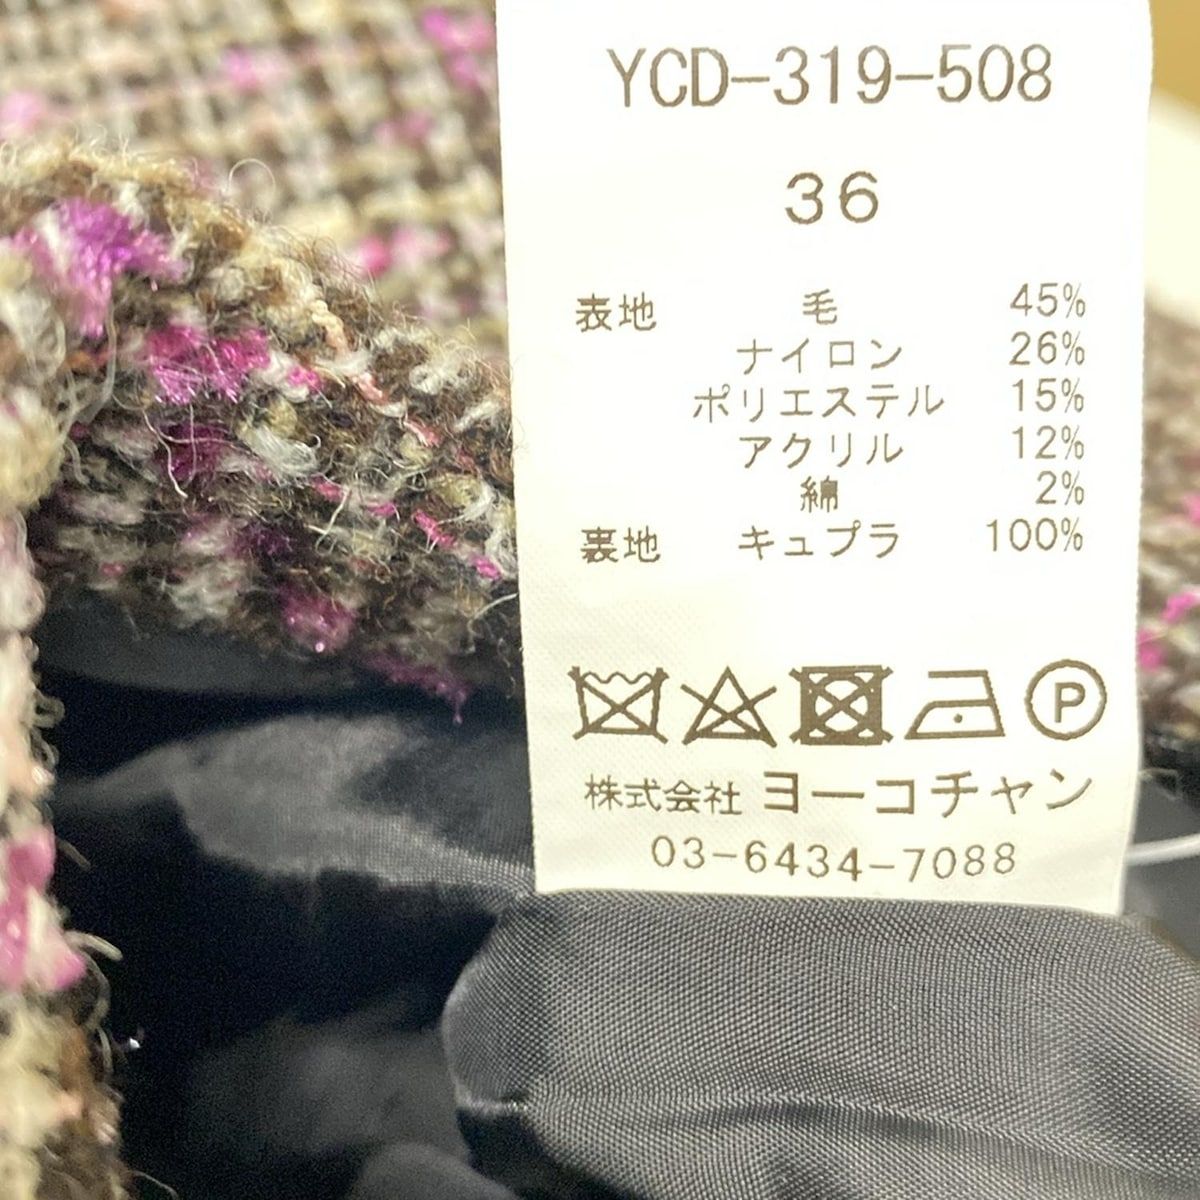 YCD-319-508
36
表地 毛 45%
ナイロン 26%
ポリエステル 15%
アクリル 12%
綿 2%
裏地 キュプラ 100%
P
株式会社 ヨーコチャン
03-6434-7088